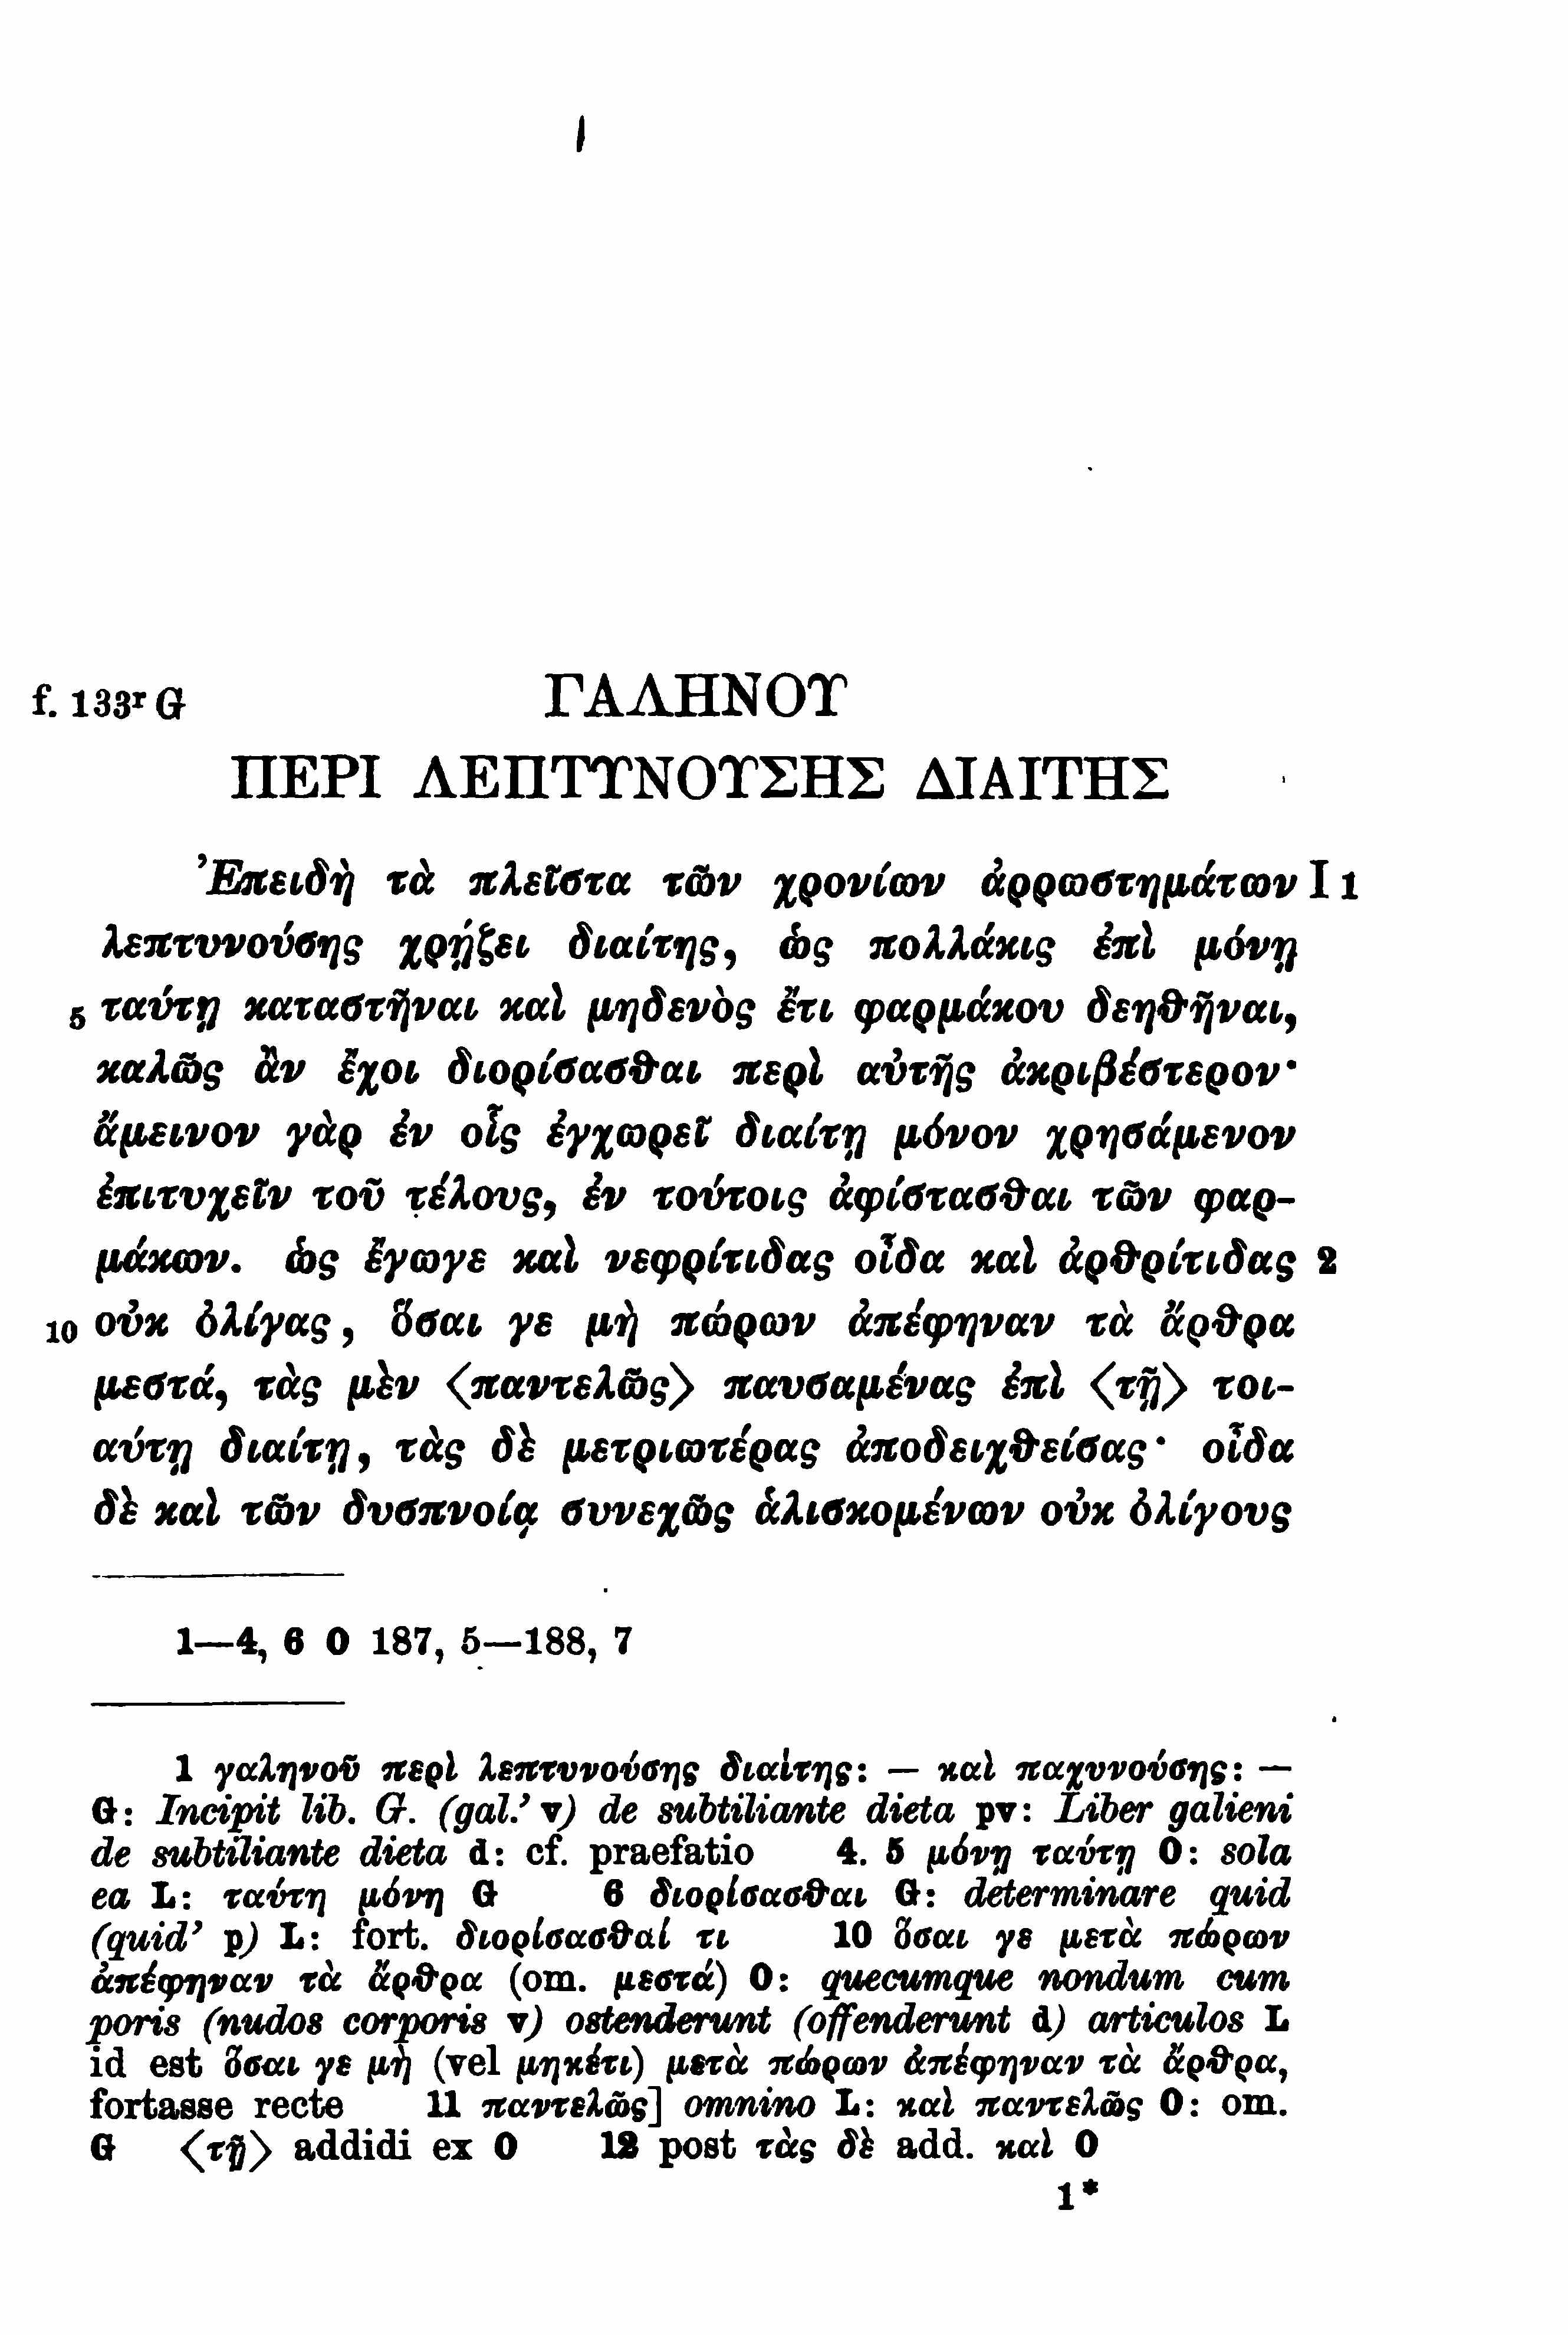 f. 133ʳ G ΓΑΛΗΝΟΥ
ΠΕΡΙ ΛΕΠΤΥΝΟΥΣΗΣ ΔΙΑΙΤΗΣ
Ἐπειδὴ τὰ πλεῖστα τῶν χρονίων ἀρρωστημάτων I 1
λεπτυνούσης χρῄζει διαίτης, ὡς πολλάκις ἐπὶ μόνῃ
5 ταύτῃ καταστῆναι καὶ μηδενὸς ἔτι φαρμάκου δεηθῆναι,
καλῶς ἂν ἔχοι διορίσασθαι περὶ αὐτῆς ἀκριβέστερον·
ἄμεινον γὰρ ἐν οἷς ἐγχωρεῖ διαίτῃ μόνον χρησάμενον
ἐπιτυχεῖν τοῦ τέλους, ἐν τούτοις ἀφίστασθαι τῶν φαρ-
μάκων. ὡς ἔγωγε καὶ νεφρίτιδας οἶδα καὶ ἀρθρίτιδας 2
10 οὐκ ὀλίγας, ὅσαι γε μὴ πώρων ἀπέφηναν τὰ ἄρθρα
μεστά, τὰς μὲν ⟨παντελῶς⟩ παυσαμένας ἐπὶ ⟨τῇ⟩ τοι-
αύτῃ διαίτῃ, τὰς δὲ μετριωτέρας ἀποδειχθείσας· οἶδα
δὲ καὶ τῶν δυσπνοίᾳ συνεχῶς ἁλισκομένων οὐκ ὀλίγους
1—4, 6 O 187, 5—188, 7
1 γαληνοῦ περὶ λεπτυνούσης διαίτης: — καὶ παχυνούσης: —
G: Incipit lib. G. (gal.’ v) de subtiliante dieta pv: Liber galieni
de subtiliante dieta d: cf. praefatio 4. 5 μόνῃ ταύτῃ O: sola
ea L: ταύτη μόνη G 6 διορίσασθαι G: determinare quid
(quid’ p) L: fort. διορίσασθαί τι 10 ὅσαι γε μετὰ πώρων
ἀπέφηναν τὰ ἄρθρα (om. μεστά) O: quecumque nondum cum
poris (nudos corporis v) ostenderunt (offenderunt d) articulos L
id est ὅσαι γε μὴ (vel μηκέτι) μετὰ πώρων ἀπέφηναν τὰ ἄρθρα,
fortasse recte 11 παντελῶς] omnino L: καὶ παντελῶς O: om.
G ⟨τῇ⟩ addidi ex O 12 post τὰς δὲ add. καὶ O
1*